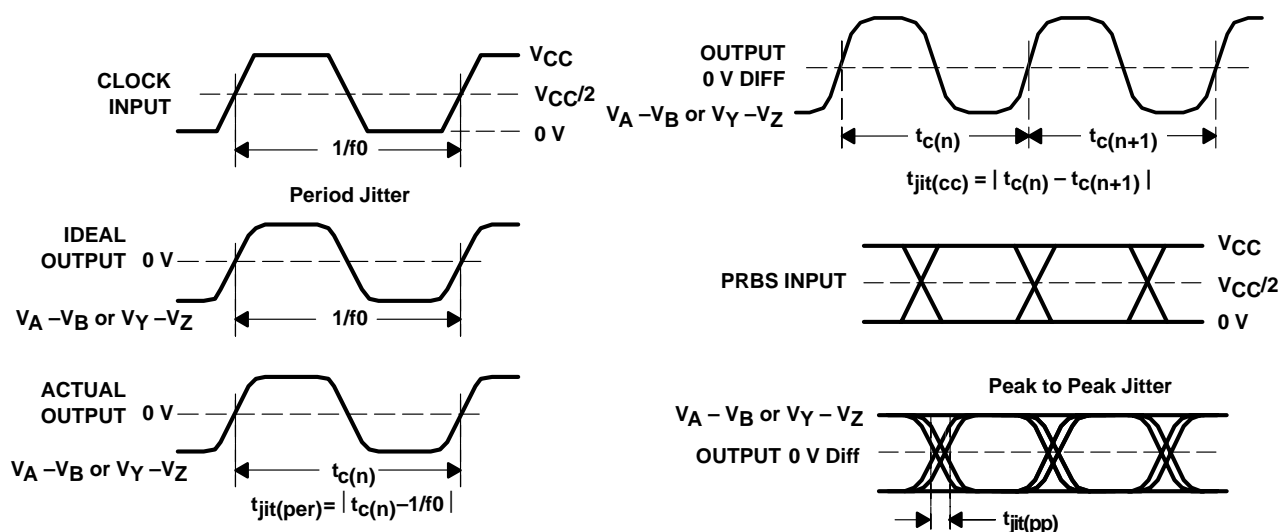 CLOCK
INPUT
VCC
VCC/2
0 V
1/f0
Period Jitter
IDEAL
OUTPUT 0 V
VA –VB or VY –VZ
1/f0
ACTUAL
OUTPUT 0 V
VA –VB or VY –VZ
tc(n)
tjit(per)= | tc(n)–1/f0 |
OUTPUT
0 V DIFF
VA –VB or VY –VZ
tc(n)
tc(n+1)
tjit(cc) = | tc(n) – tc(n+1) |
PRBS INPUT
VCC
VCC/2
0 V
Peak to Peak Jitter
VA – VB or VY – VZ
OUTPUT 0 V Diff
tjit(pp)